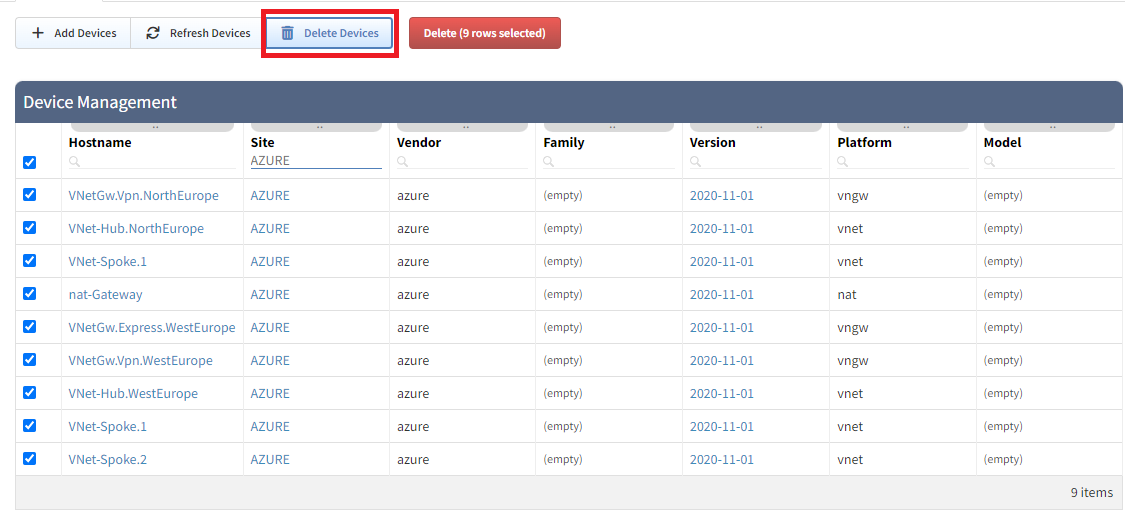 Add Devices Refresh Devices Delete Devices Delete (9 rows selected)
Device Management
Hostname Site Vendor Family Version Platform Model
AZURE
VNetGw.Vpn.NorthEurope AZURE azure (empty) 2020-11-01 vngw (empty)
VNet-Hub.NorthEurope AZURE azure (empty) 2020-11-01 vnet (empty)
VNet-Spoke.1 AZURE azure (empty) 2020-11-01 vnet (empty)
nat-Gateway AZURE azure (empty) 2020-11-01 nat (empty)
VNetGw.Express.WestEurope AZURE azure (empty) 2020-11-01 vngw (empty)
VNetGw.Vpn.WestEurope AZURE azure (empty) 2020-11-01 vngw (empty)
VNet-Hub.WestEurope AZURE azure (empty) 2020-11-01 vnet (empty)
VNet-Spoke.1 AZURE azure (empty) 2020-11-01 vnet (empty)
VNet-Spoke.2 AZURE azure (empty) 2020-11-01 vnet (empty)
9 items